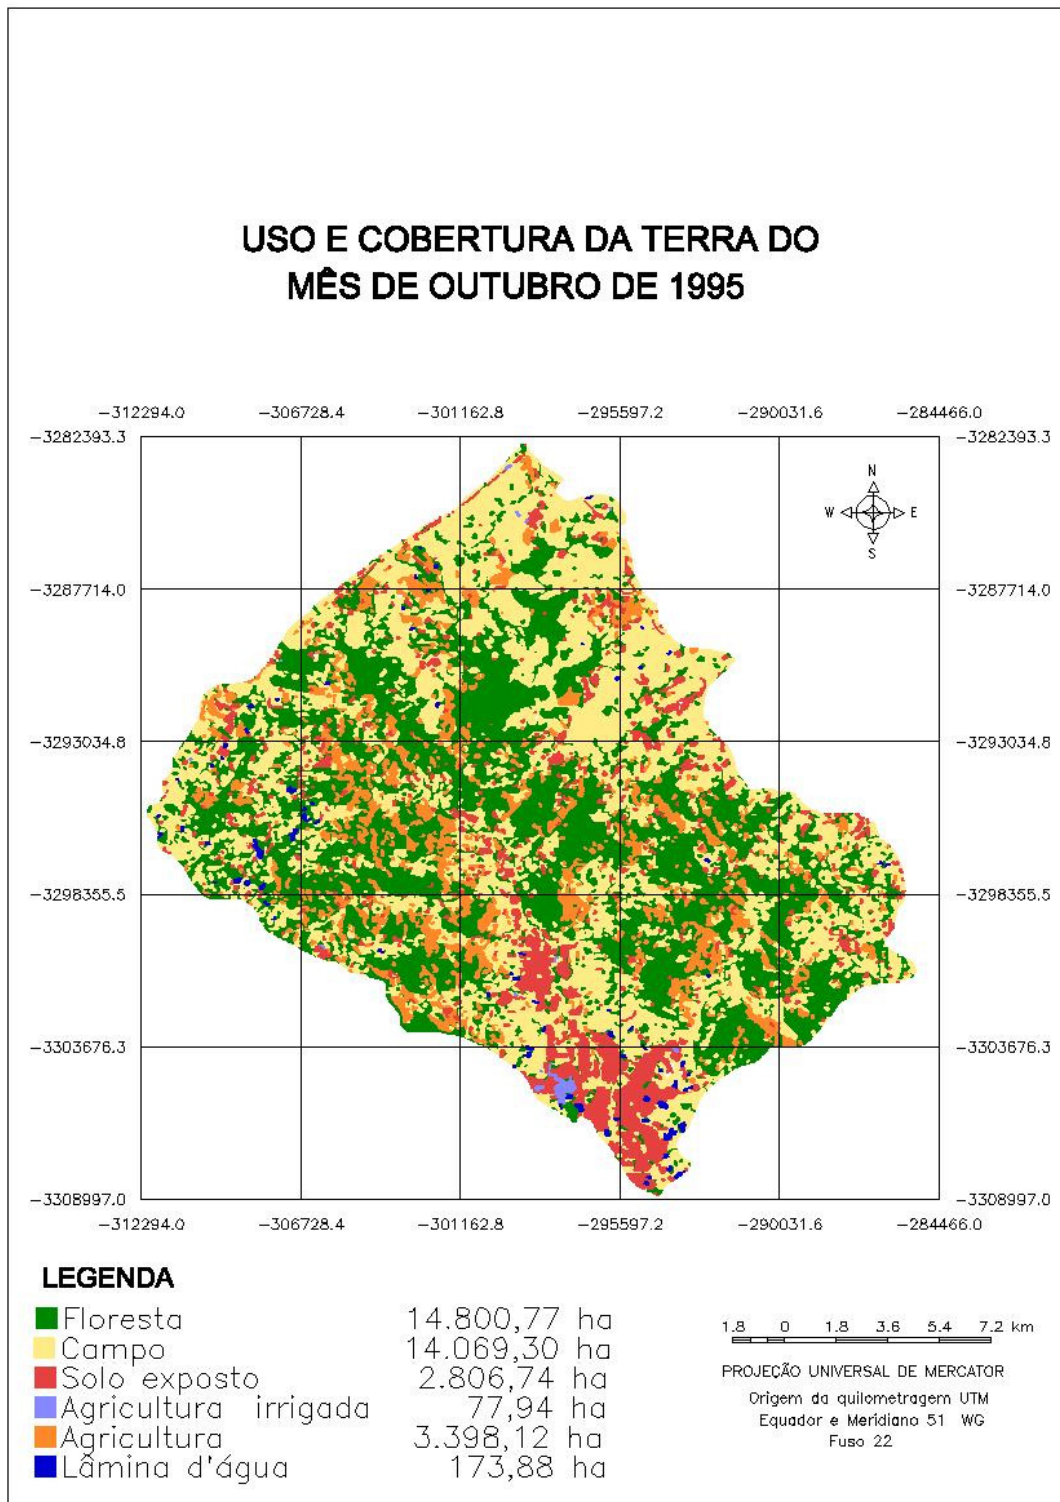 USO E COBERTURA DA TERRA DO
MÊS DE OUTUBRO DE 1995
-312294.0 -306728.4 -301162.8 -295597.2 -290031.6 -284466.0
-3282393.3 -3282393.3
N
W E
S
-3287714.0 -3287714.0
-3293034.8 -3293034.8
-3298355.5 -3298355.5
-3303676.3 -3303676.3
-3308997.0 -3308997.0
-312294.0 -306728.4 -301162.8 -295597.2 -290031.6 -284466.0
LEGENDA
Floresta 14.800,77 ha
Campo 14.069,30 ha
Solo exposto 2.806,74 ha
Agricultura irrigada 77,94 ha
Agricultura 3.398,12 ha
Lâmina d'água 173,88 ha
1.8 0 1.8 3.6 5.4 7.2 km
PROJEÇÃO UNIVERSAL DE MERCATOR
Origem da quilometragem UTM
Equador e Meridiano 51 WG
Fuso 22